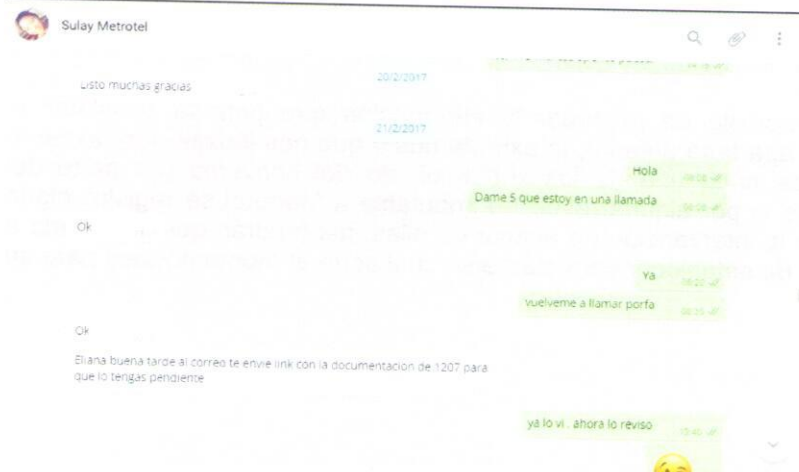 Sulay Metrotel
20/2/2017
Listo muchas gracias
21/2/2017
Hola
Dame 5 que estoy en una llamada
Ok
Ya
vuelveme a llamar porfa
Ok
Eliana buena tarde al correo te envie link con la documentacion de 1207 para
que lo tengas pendiente
ya lo vi . ahora lo reviso